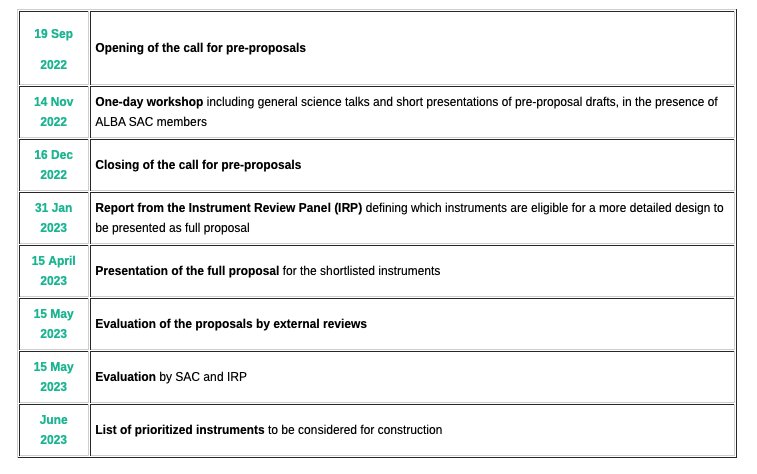 19 Sep
2022
Opening of the call for pre-proposals
14 Nov
2022
One-day workshop including general science talks and short presentations of pre-proposal drafts, in the presence of
ALBA SAC members
16 Dec
2022
Closing of the call for pre-proposals
31 Jan
2023
Report from the Instrument Review Panel (IRP) defining which instruments are eligible for a more detailed design to
be presented as full proposal
15 April
2023
Presentation of the full proposal for the shortlisted instruments
15 May
2023
Evaluation of the proposals by external reviews
15 May
2023
Evaluation by SAC and IRP
June
2023
List of prioritized instruments to be considered for construction